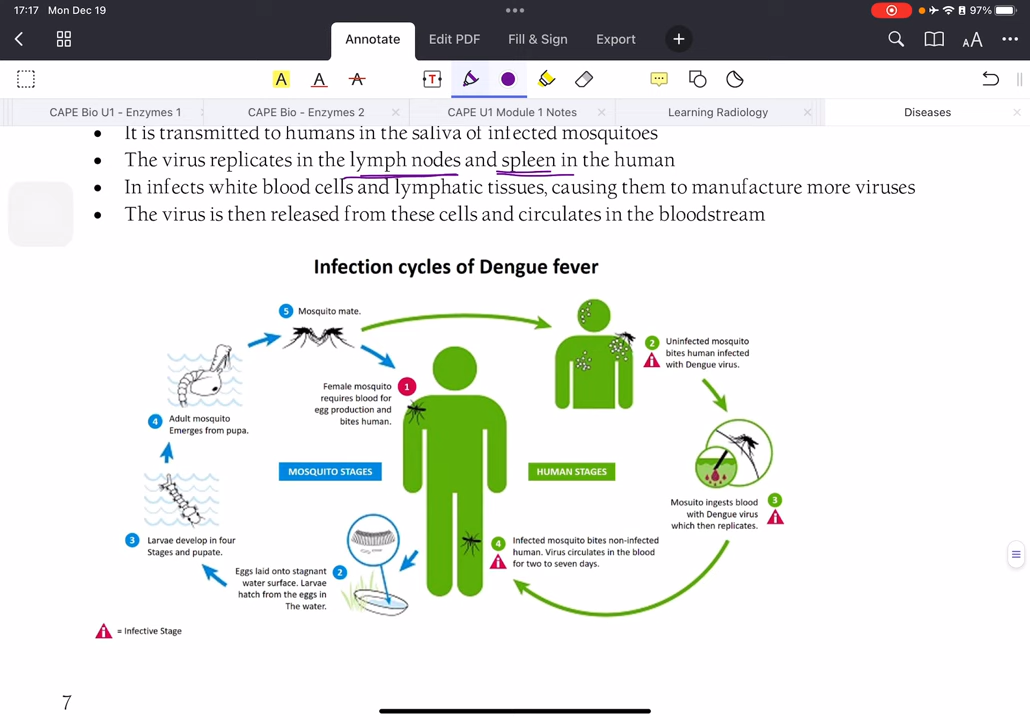 17:17 Mon Dec 19
97%
Annotate Edit PDF Fill & Sign Export
CAPE Bio U1 - Enzymes 1
CAPE Bio - Enzymes 2
CAPE U1 Module 1 Notes
Learning Radiology
Diseases
• It is transmitted to humans in the saliva of infected mosquitoes
• The virus replicates in the lymph nodes and spleen in the human
• In infects white blood cells and lymphatic tissues, causing them to manufacture more viruses
• The virus is then released from these cells and circulates in the bloodstream
Infection cycles of Dengue fever
5 Mosquito mate.
1
Female mosquito
requires blood for
egg production and
bites human.
4 Adult mosquito
Emerges from pupa.
3 Larvae develop in four
Stages and pupate.
2
Eggs laid onto stagnant
water surface. Larvae
hatch from the eggs in
The water.
MOSQUITO STAGES
HUMAN STAGES
2 Uninfected mosquito
bites human infected
with Dengue virus.
3
Mosuito ingests blood
with Dengue virus
which then replicates.
4 Infected mosquito bites non-infected
human. Virus circulates in the blood
for two to seven days.
= Infective Stage
7